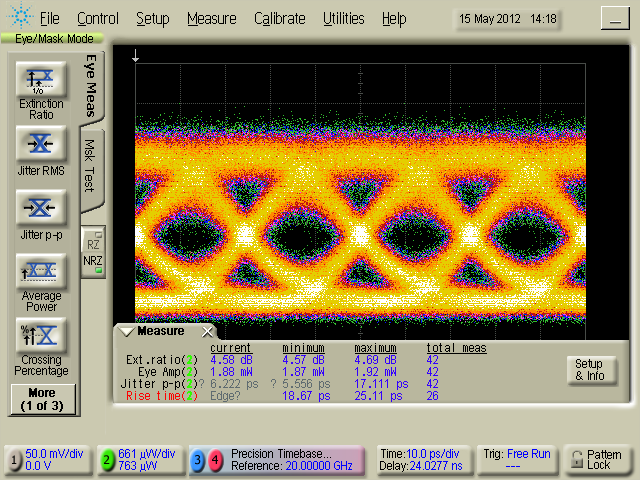 File Control Setup Measure Calibrate Utilities Help 15 May 2012 14:18
Eye/Mask Mode
Eye Meas
Msk Test
1/0
Extinction
Ratio
Jitter RMS
Jitter p-p
RZ
NRZ
Average
Power
%
Crossing
Percentage
More
(1 of 3)
Measure
current minimum maximum total meas
Ext.ratio(2) 4.58 dB 4.57 dB 4.69 dB 42
Eye Amp(2) 1.88 mW 1.87 mW 1.92 mW 42
Jitter p-p(2)? 6.222 ps ? 5.556 ps 17.111 ps 42
Rise time(2) Edge? 18.67 ps 25.11 ps 26
Setup
& Info
1 50.0 mV/div
0.0 V
2 661 µW/div
763 µW
3 4 Precision Timebase...
Reference: 20.00000 GHz
Time:10.0 ps/div
Delay:24.0277 ns
Trig: Free Run
---
Pattern
Lock